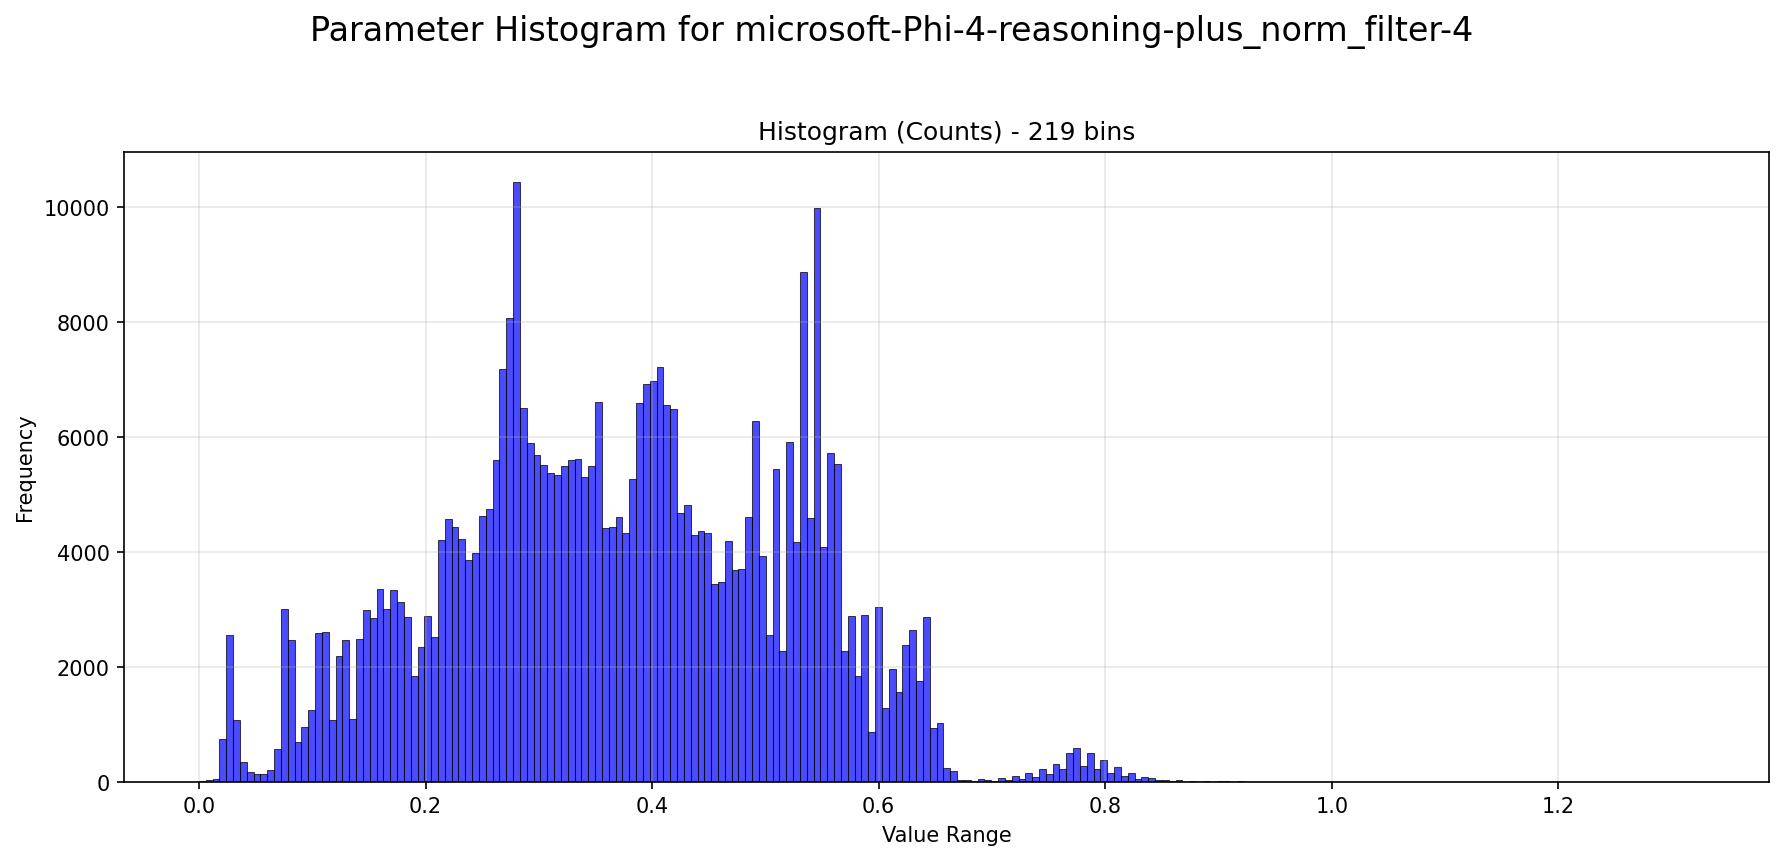 Parameter Histogram for microsoft-Phi-4-reasoning-plus_norm_filter-4
Histogram (Counts) - 219 bins
10000
8000
6000
4000
2000
0
Frequency
0.0 0.2 0.4 0.6 0.8 1.0 1.2
Value Range